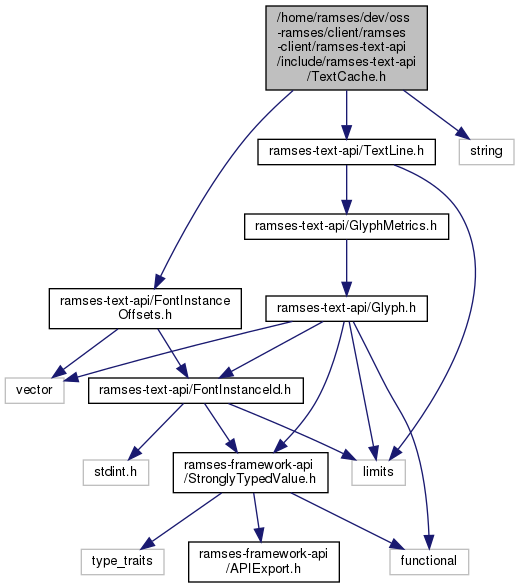 /home/ramses/dev/oss
-ramses/client/ramses
-client/ramses-text-api
/include/ramses-text-api
/TextCache.h
ramses-text-api/TextLine.h
string
ramses-text-api/GlyphMetrics.h
ramses-text-api/FontInstance
Offsets.h
ramses-text-api/Glyph.h
vector
ramses-text-api/FontInstanceId.h
stdint.h
ramses-framework-api
/StronglyTypedValue.h
limits
type_traits
ramses-framework-api
/APIExport.h
functional